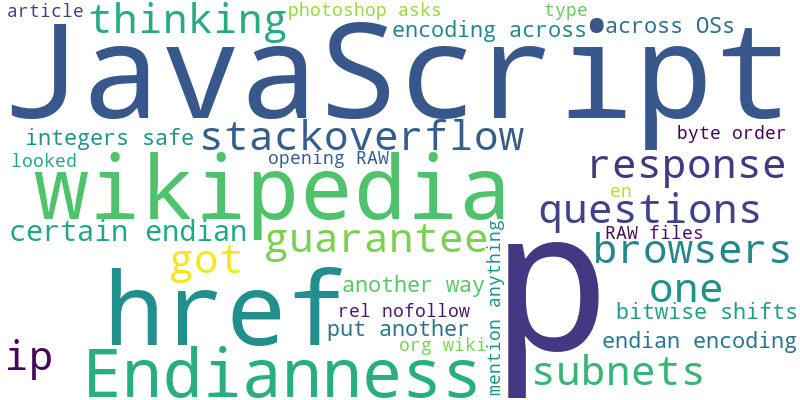 article
thinking
photoshop asks
type
encoding across
across OSs
JavaScript
integers safe
stackoverflow
byte order
looked
opening RAW
wikipedia
response
en
questions
certain endian
guarantee
RAW files
browsers
got
mention anything
p
href
another way
one
rel nofollow
bitwise shifts
put another
ip
org wiki
endian encoding
Endianness
subnets